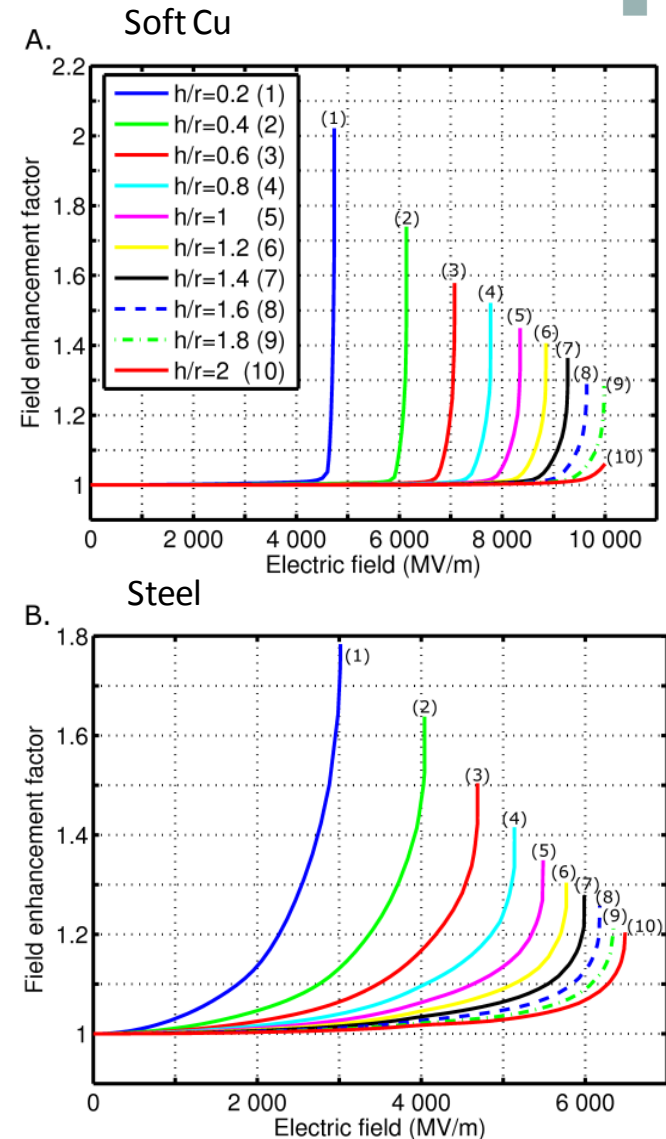 Soft Cu
A.
2.2
2
1.8
1.6
1.4
1.2
1
Field enhancement factor
h/r=0.2 (1)
h/r=0.4 (2)
h/r=0.6 (3)
h/r=0.8 (4)
h/r=1 (5)
h/r=1.2 (6)
h/r=1.4 (7)
h/r=1.6 (8)
h/r=1.8 (9)
h/r=2 (10)
(1)
(2)
(3)
(4)
(5)
(6)
(7)
(8)
(9)
(10)
0 2 000 4 000 6 000 8 000 10 000
Electric field (MV/m)
Steel
B.
1.8
1.6
1.4
1.2
1
Field enhancement factor
(1)
(2)
(3)
(4)
(5)
(6)
(7)
(8)
(9)
(10)
0 2 000 4 000 6 000
Electric field (MV/m)